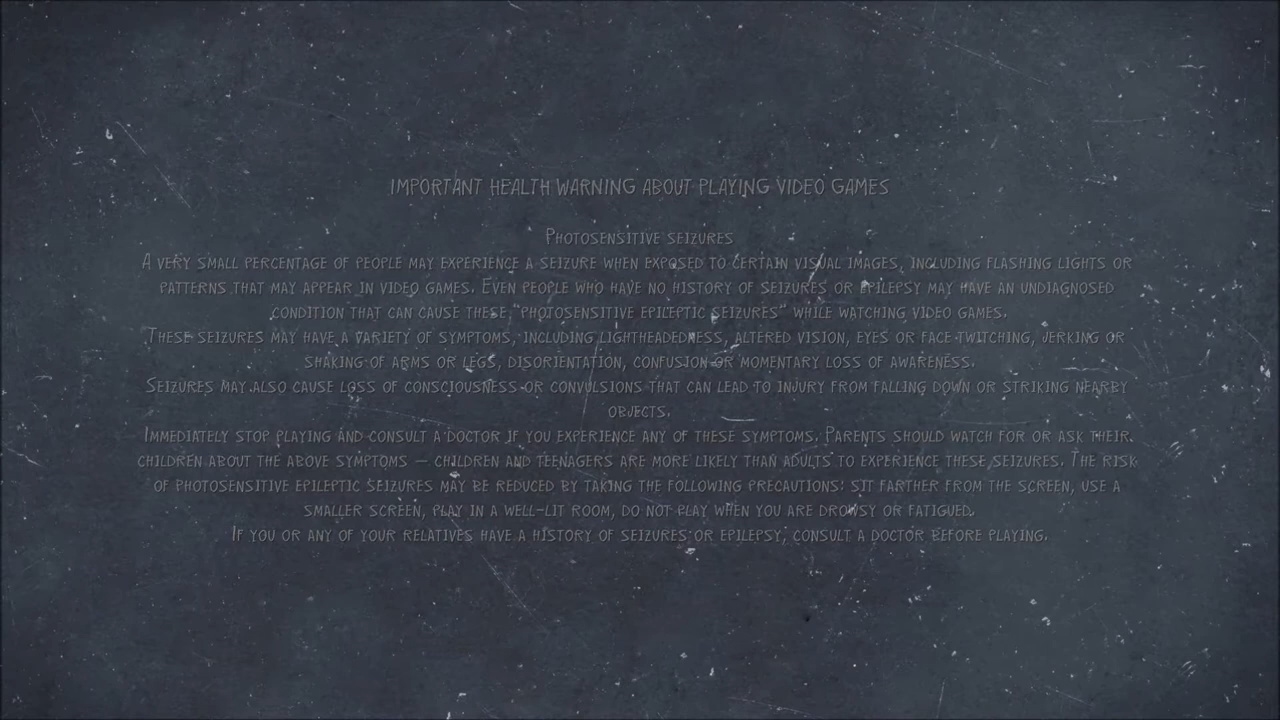 IMPORTANT HEALTH WARNING ABOUT PLAYING VIDEO GAMES
PHOTOSENSITIVE SEIZURES
A VERY SMALL PERCENTAGE OF PEOPLE MAY EXPERIENCE A SEIZURE WHEN EXPOSED TO CERTAIN VISUAL IMAGES, INCLUDING FLASHING LIGHTS OR
PATTERNS THAT MAY APPEAR IN VIDEO GAMES. EVEN PEOPLE WHO HAVE NO HISTORY OF SEIZURES OR EPILEPSY MAY HAVE AN UNDIAGNOSED
CONDITION THAT CAN CAUSE THESE "PHOTOSENSITIVE EPILEPTIC SEIZURES" WHILE WATCHING VIDEO GAMES.
THESE SEIZURES MAY HAVE A VARIETY OF SYMPTOMS, INCLUDING LIGHTHEADEDNESS, ALTERED VISION, EYES OR FACE TWITCHING, JERKING OR
SHAKING OF ARMS OR LEGS, DISORIENTATION, CONFUSION OR MOMENTARY LOSS OF AWARENESS.
SEIZURES MAY ALSO CAUSE LOSS OF CONSCIOUSNESS OR CONVULSIONS THAT CAN LEAD TO INJURY FROM FALLING DOWN OR STRIKING NEARBY
OBJECTS.
IMMEDIATELY STOP PLAYING AND CONSULT A DOCTOR IF YOU EXPERIENCE ANY OF THESE SYMPTOMS. PARENTS SHOULD WATCH FOR OR ASK THEIR
CHILDREN ABOUT THE ABOVE SYMPTOMS – CHILDREN AND TEENAGERS ARE MORE LIKELY THAN ADULTS TO EXPERIENCE THESE SEIZURES. THE RISK
OF PHOTOSENSITIVE EPILEPTIC SEIZURES MAY BE REDUCED BY TAKING THE FOLLOWING PRECAUTIONS: SIT FARTHER FROM THE SCREEN, USE A
SMALLER SCREEN, PLAY IN A WELL-LIT ROOM, DO NOT PLAY WHEN YOU ARE DROWSY OR FATIGUED.
IF YOU OR ANY OF YOUR RELATIVES HAVE A HISTORY OF SEIZURES OR EPILEPSY, CONSULT A DOCTOR BEFORE PLAYING.